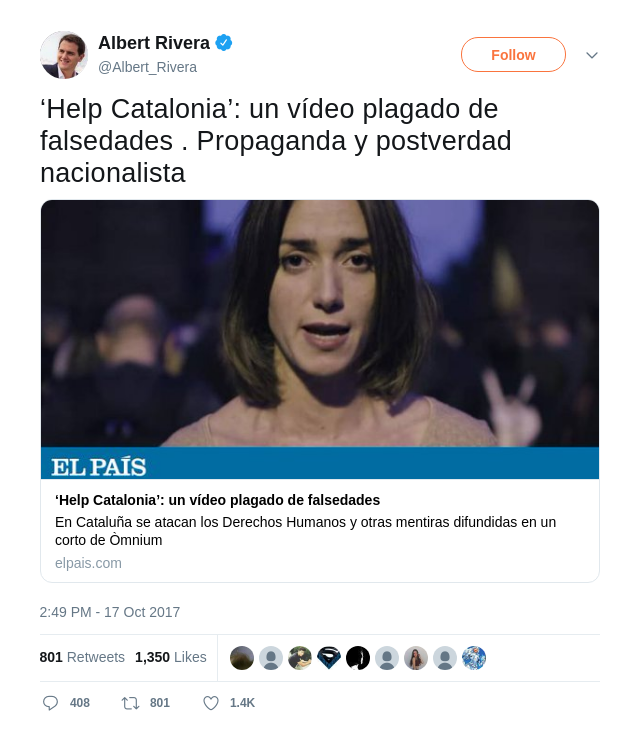 Albert Rivera
@Albert_Rivera
Follow
‘Help Catalonia’: un vídeo plagado de
falsedades . Propaganda y postverdad
nacionalista
EL PAÍS
‘Help Catalonia’: un vídeo plagado de falsedades
En Cataluña se atacan los Derechos Humanos y otras mentiras difundidas en un
corto de Òmnium
elpais.com
2:49 PM - 17 Oct 2017
801 Retweets 1,350 Likes
408 801 1.4K